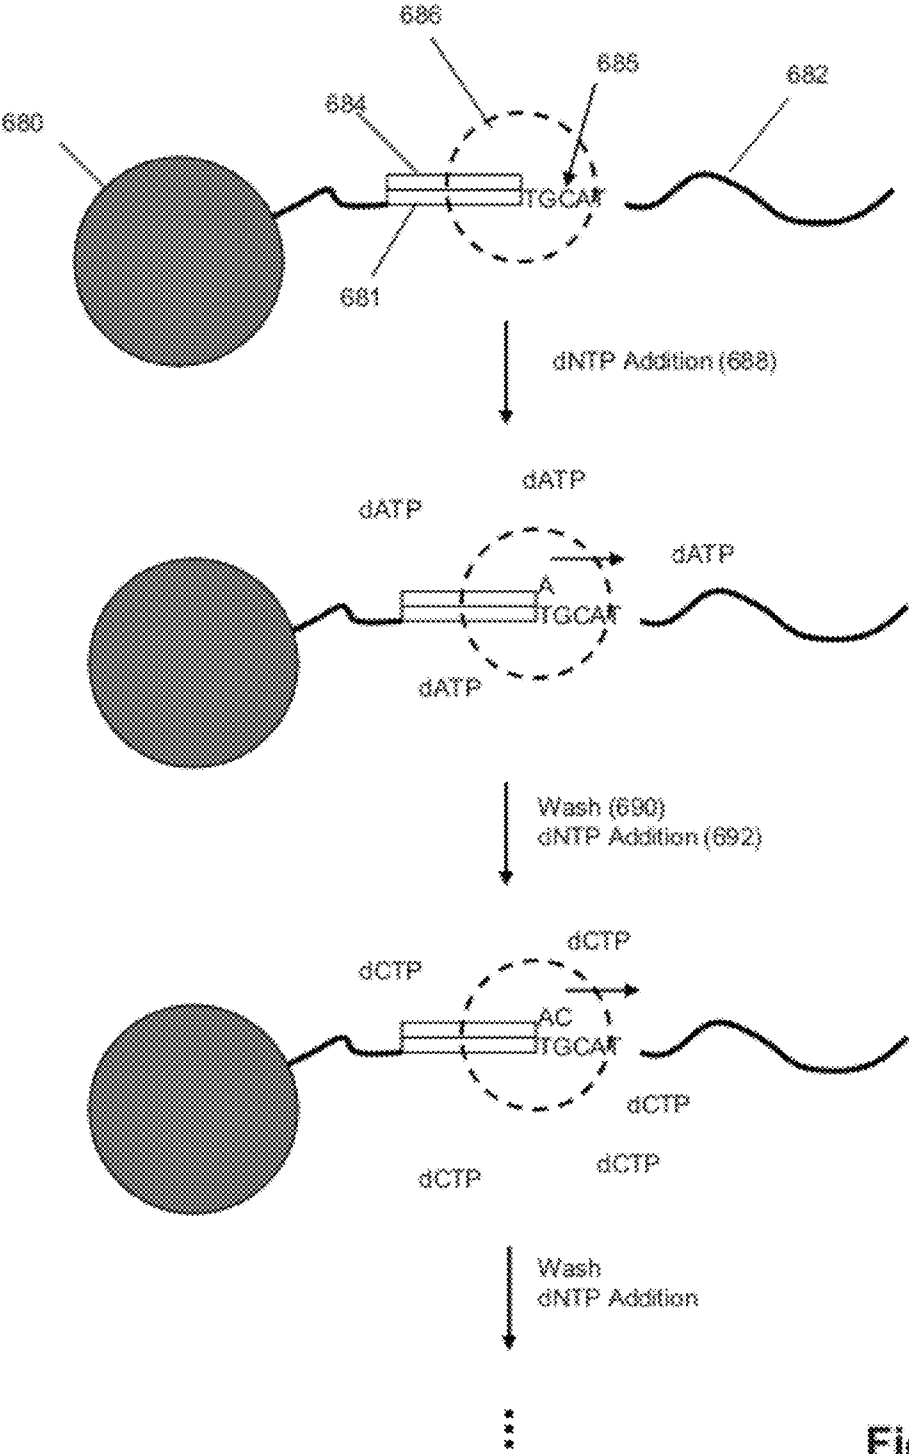 686
685
682
684
680
TGCAT
681
dNTP Addition (688)
dATP
dATP
dATP
A
TGCAT
dATP
Wash (690)
dNTP Addition (692)
dCTP
dCTP
AC
TGCAT
dCTP
dCTP
dCTP
Wash
dNTP Addition